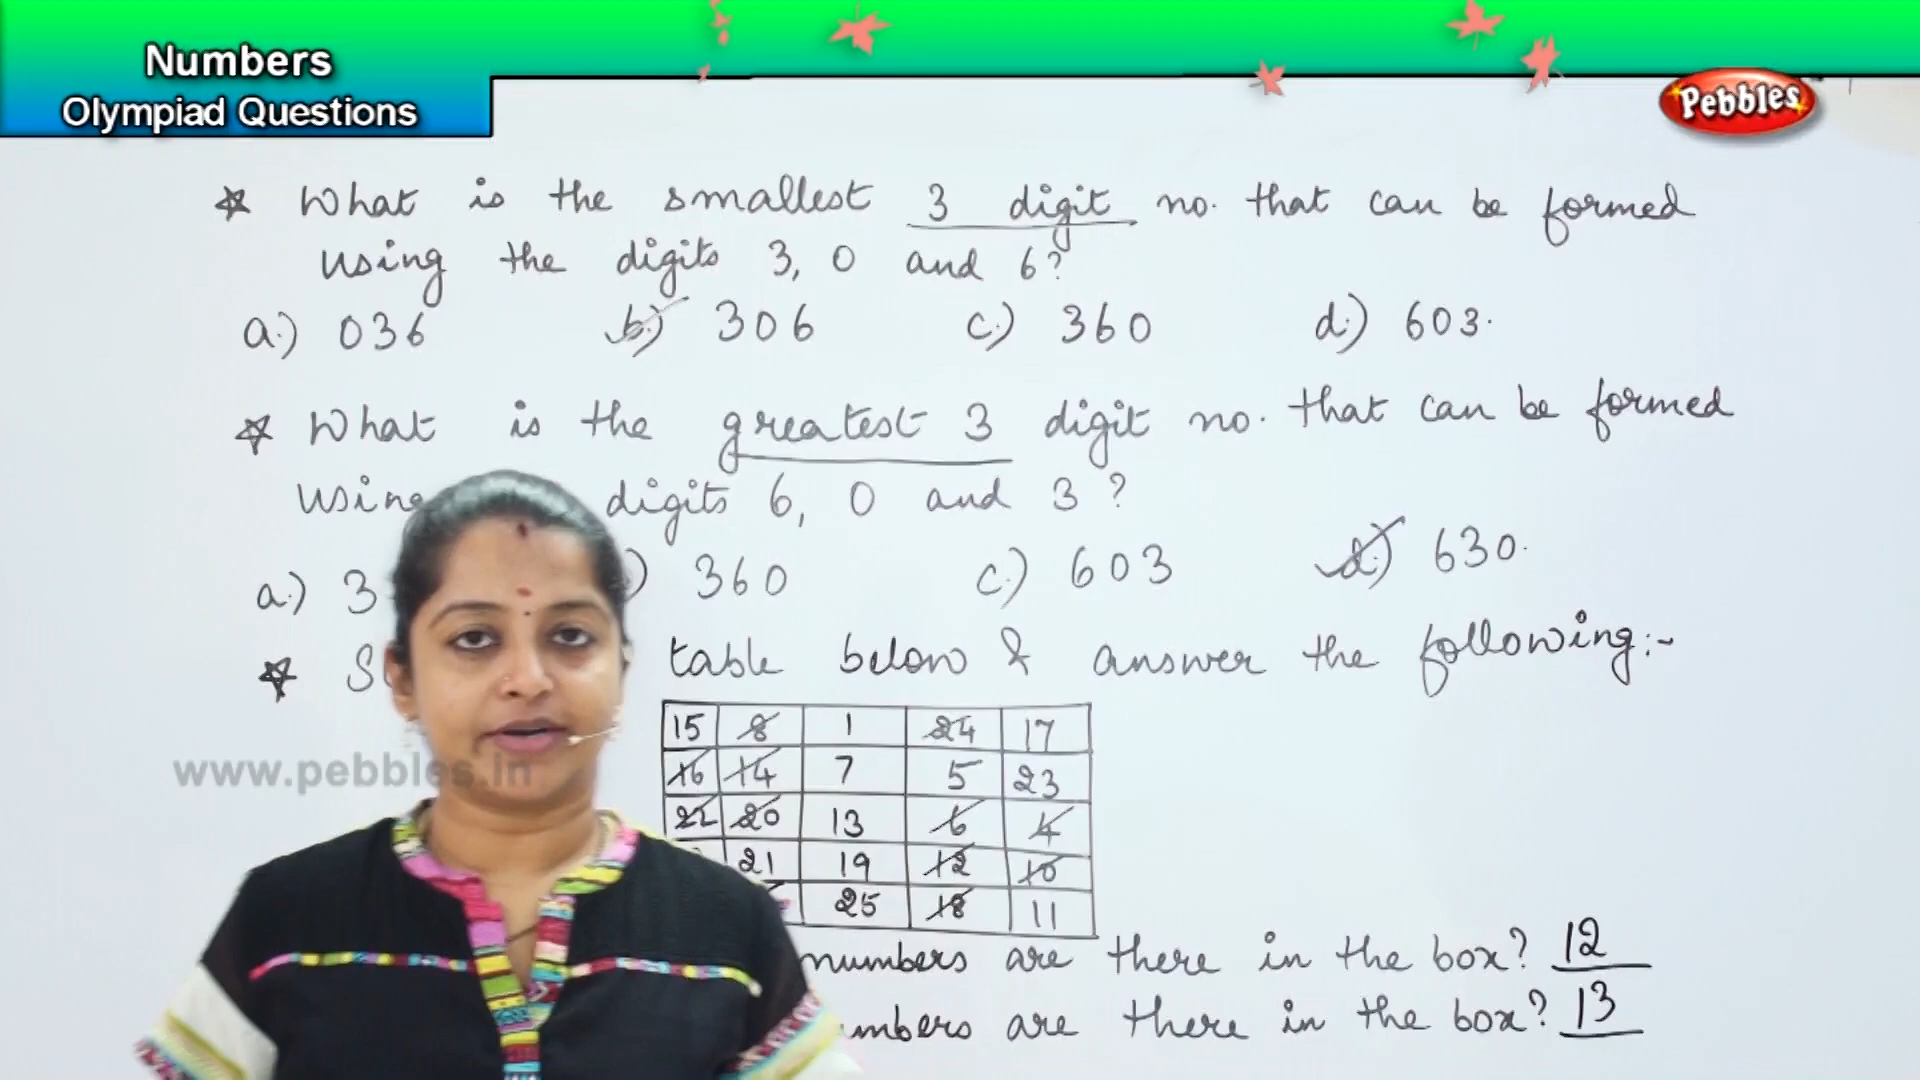 Numbers
Olympiad Questions
Pebbles
What is the smallest 3 digit no. that can be formed
using the digits 3, 0 and 6?
a.) 036 b.) 306 c.) 360 d.) 603.
What is the greatest 3 digit no. that can be formed
using digits 6, 0 and 3?
a.) 3 ) 360 c.) 603 d.) 630.
table below & answer the following:-
15 8 1 24 17
www.pebbles.in
16 14 7 5 23
22 20 13 6 4
21 19 12 10
25 18 11
numbers are there in the box? 12
are there in the box? 13